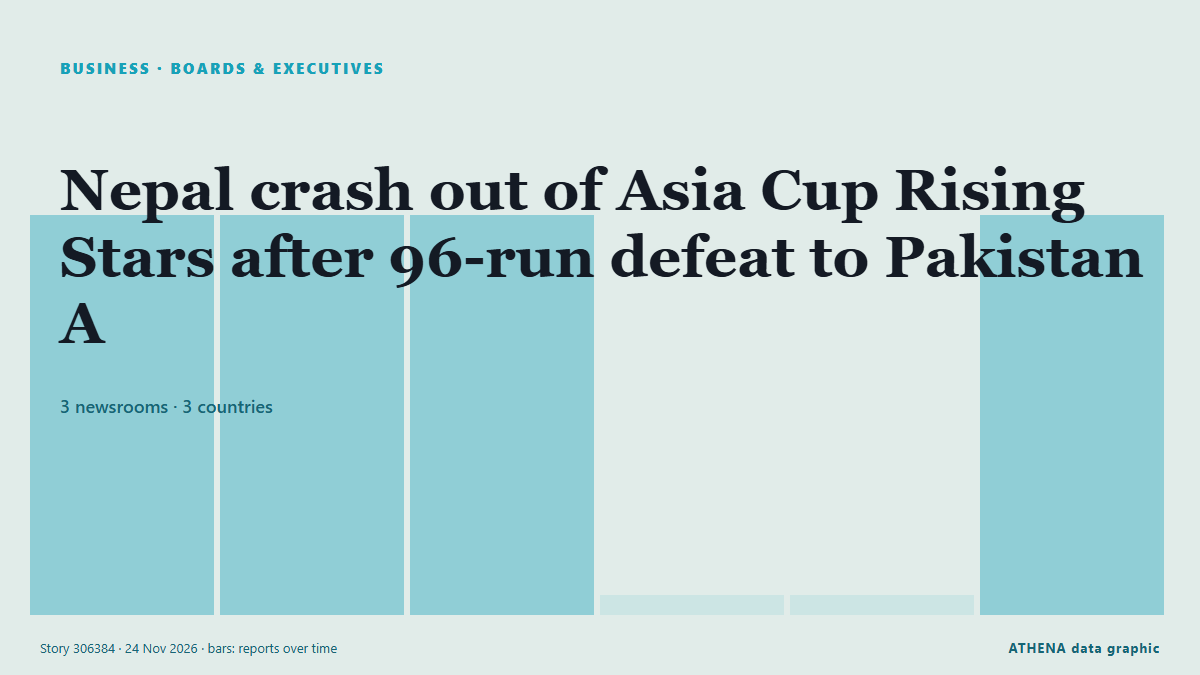 BUSINESS · BOARDS & EXECUTIVES
Nepal crash out of Asia Cup Rising
Stars after 96-run defeat to Pakistan
A
3 newsrooms · 3 countries
Story 306384 · 24 Nov 2026 · bars: reports over time
ATHENA data graphic